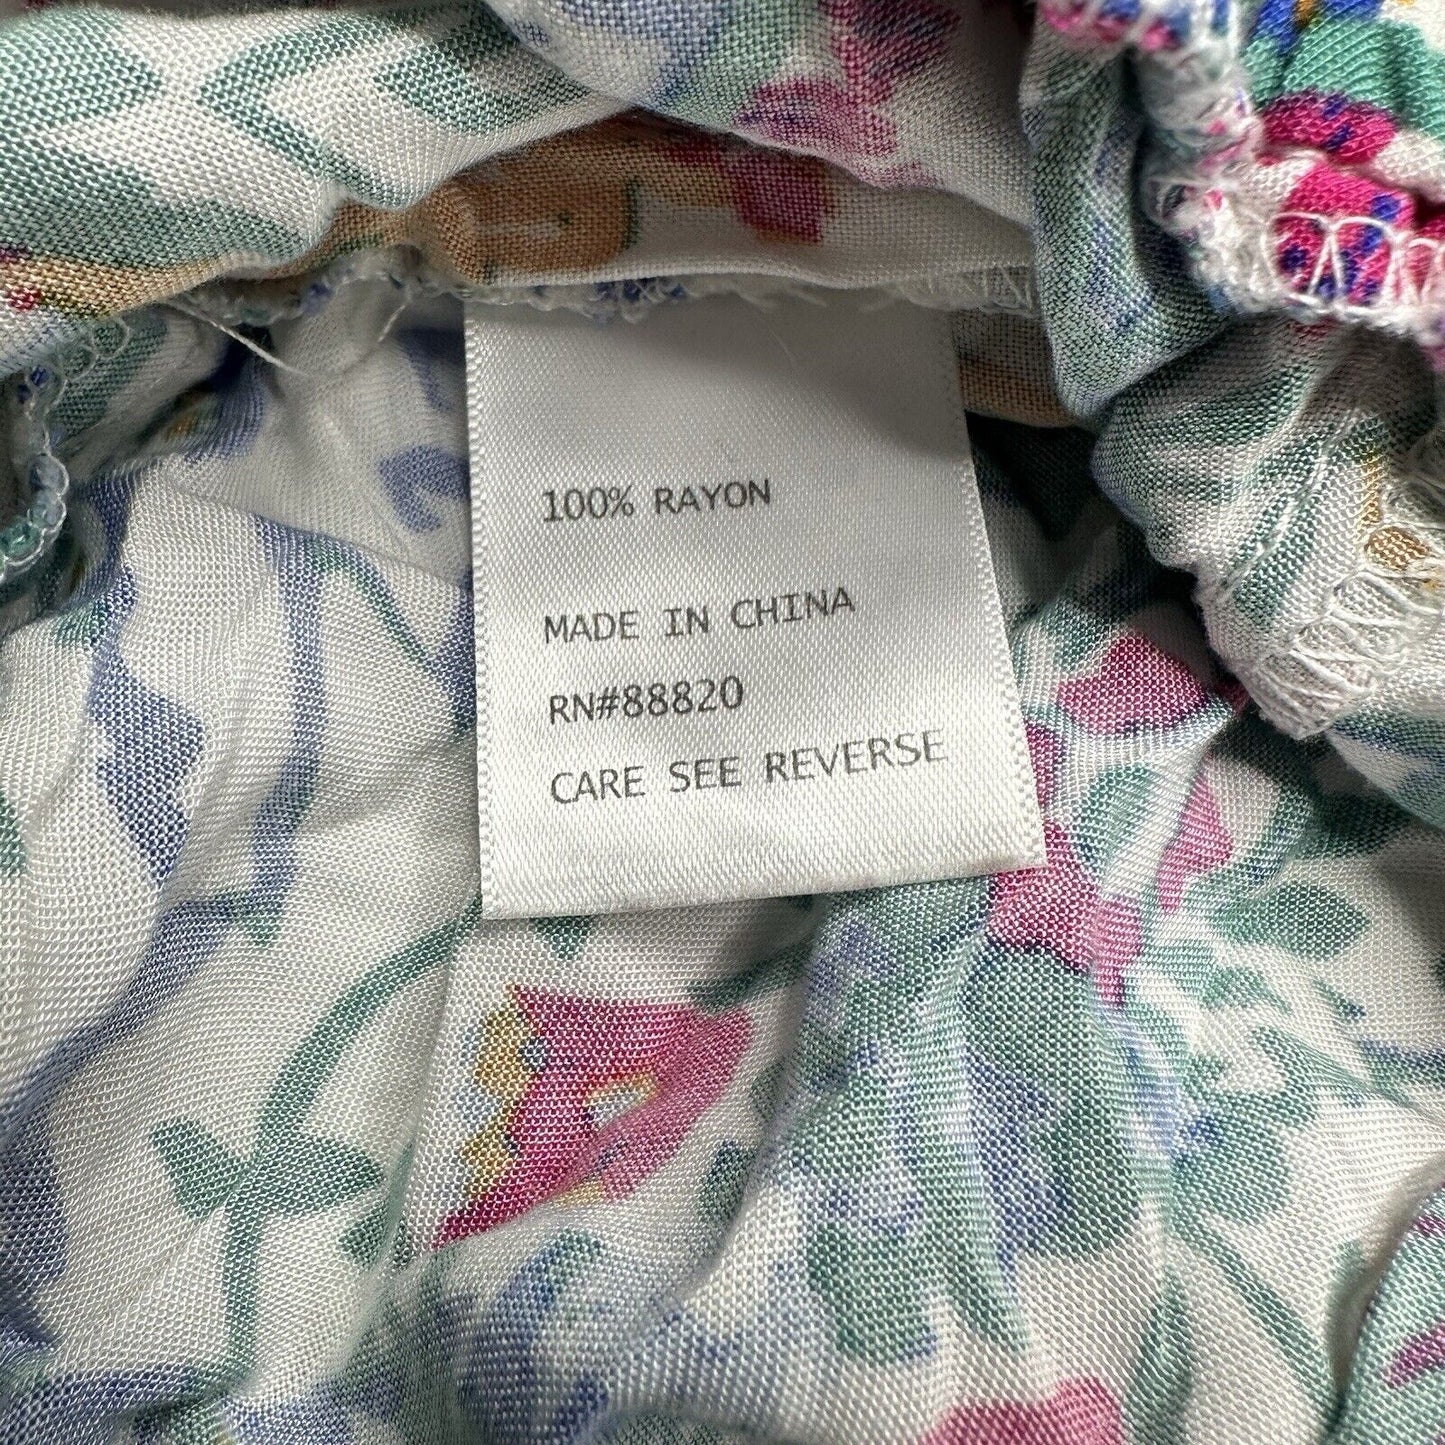 100% RAYON
MADE IN CHINA
RN#88820
CARE SEE REVERSE